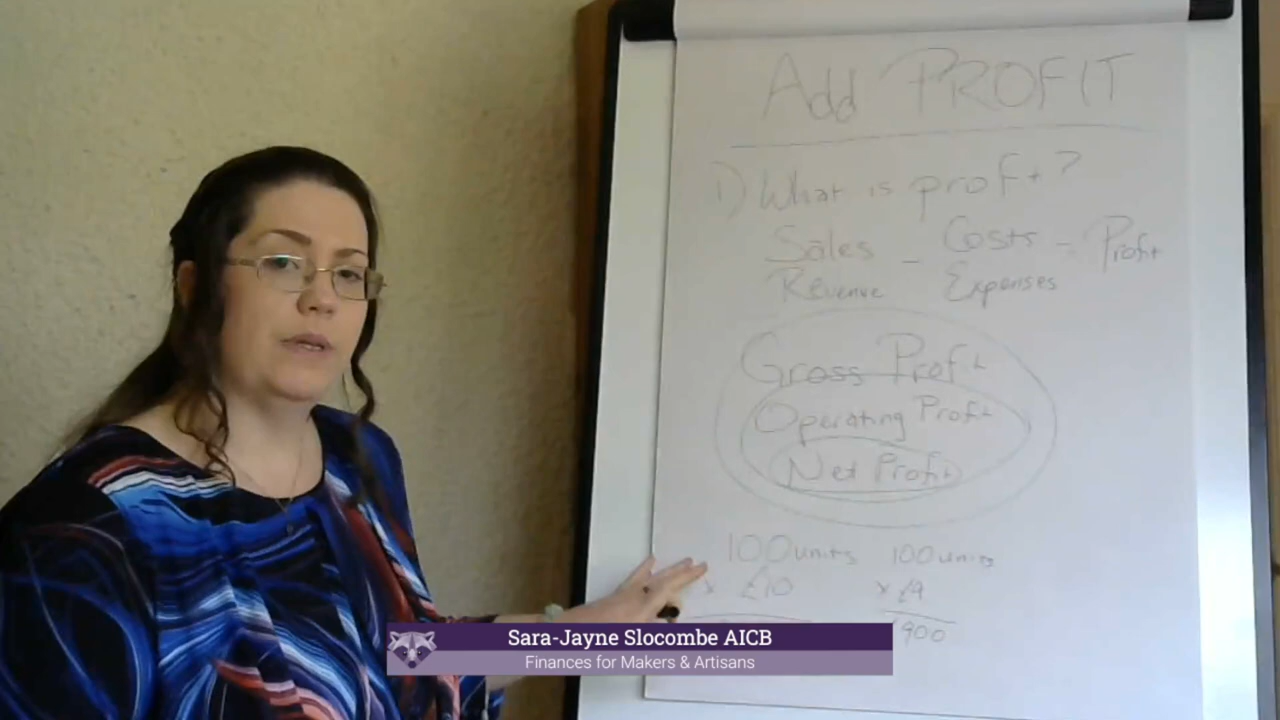 Add PROFIT
1) What is profit?
Sales - Costs = Profit
Revenue Expenses
Gross Profit
Operating Profit
Net Profit
100 units 100 units
x £10 x £9
900
Sara-Jayne Slocombe AICB
Finances for Makers & Artisans